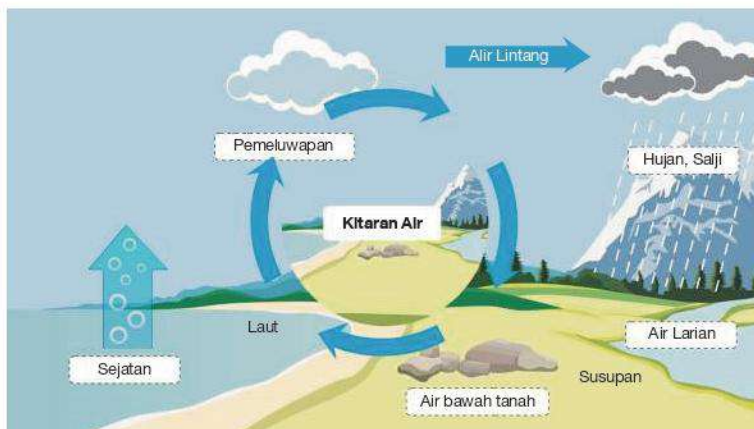 Alir Lintang
Pemeluwapan
Hujan, Salji
Kitaran Air
Laut
Air Larian
Sejatan
Susupan
Air bawah tanah